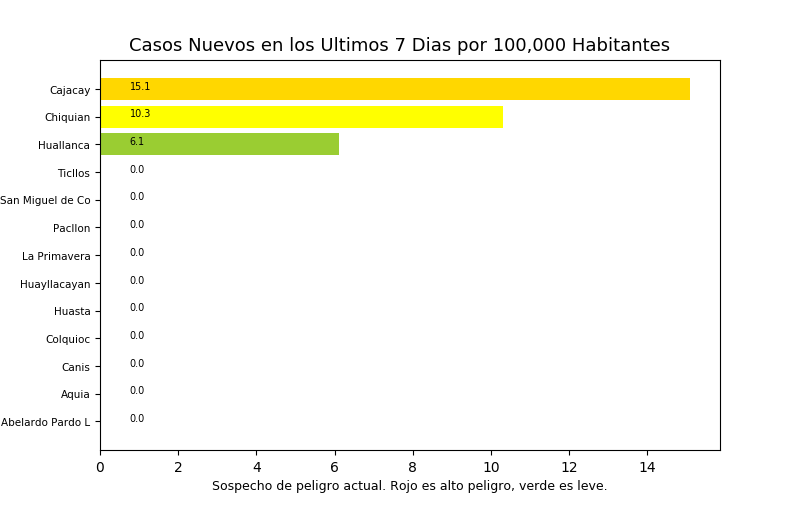 Casos Nuevos en los Ultimos 7 Dias por 100,000 Habitantes
Cajacay 15.1
Chiquian 10.3
Huallanca 6.1
Ticllos 0.0
San Miguel de Co 0.0
Pacllon 0.0
La Primavera 0.0
Huayllacayan 0.0
Huasta 0.0
Colquioc 0.0
Canis 0.0
Aquia 0.0
Abelardo Pardo L 0.0
0 2 4 6 8 10 12 14
Sospecho de peligro actual. Rojo es alto peligro, verde es leve.